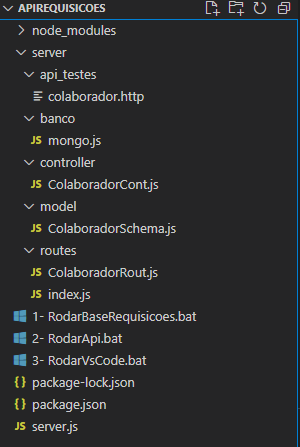 APIREQUISICOES
node_modules
server
api_testes
colaborador.http
banco
JS mongo.js
controller
JS ColaboradorCont.js
model
JS ColaboradorSchema.js
routes
JS ColaboradorRout.js
JS index.js
1- RodarBaseRequisicoes.bat
2- RodarApi.bat
3- RodarVsCode.bat
{ } package-lock.json
{ } package.json
JS server.js